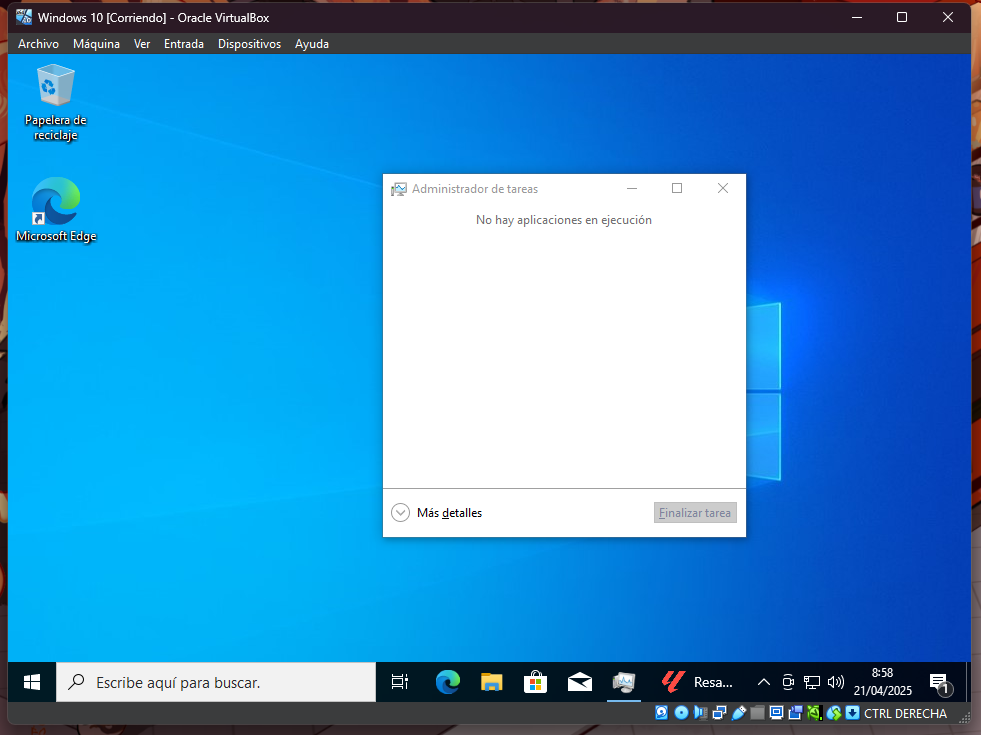 Windows 10 [Corriendo] - Oracle VirtualBox
Archivo Máquina Ver Entrada Dispositivos Ayuda
Papelera de
reciclaje
Microsoft Edge
Administrador de tareas
No hay aplicaciones en ejecución
Más detalles
Finalizar tarea
Escribe aquí para buscar.
Resa...
8:58
21/04/2025
1
CTRL DERECHA